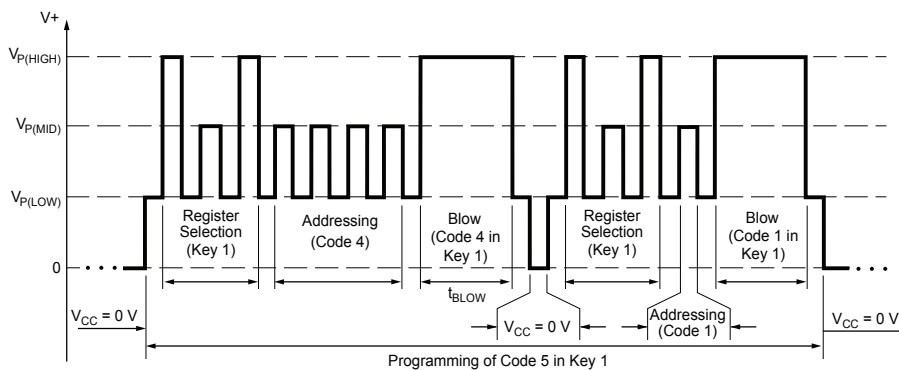 V+
VP(HIGH)
VP(MID)
VP(LOW)
0
Register
Selection
(Key 1)
Addressing
(Code 4)
Blow
(Code 4 in
Key 1)
Register
Selection
(Key 1)
Blow
(Code 1 in
Key 1)
tBLOW
VCC = 0 V
VCC = 0 V
Addressing
(Code 1)
VCC = 0 V
Programming of Code 5 in Key 1